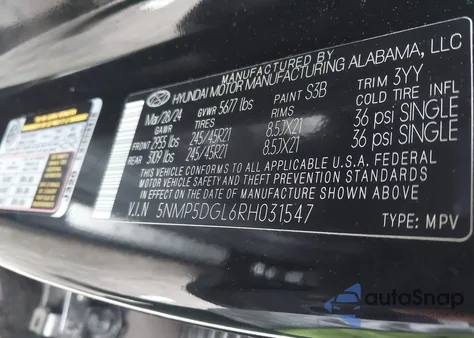 MANUFACTURED BY
HYUNDAI MOTOR MANUFACTURING ALABAMA, LLC
Mar/28/24 GVWR 5677 lbs PAINT S3B TRIM 3YY
GAWR TIRES RIMS COLD TIRE INFL
FRONT 2955 lbs 245/45R21 8.5JX21 36 psi SINGLE
REAR 3109 lbs 245/45R21 8.5JX21 36 psi SINGLE
THIS VEHICLE CONFORMS TO ALL APPLICABLE U.S.A. FEDERAL
MOTOR VEHICLE SAFETY AND THEFT PREVENTION STANDARDS
IN EFFECT ON THE DATE OF MANUFACTURE SHOWN ABOVE.
V.I.N 5NMP5DGL6RH031547 TYPE: MPV
autoSnap